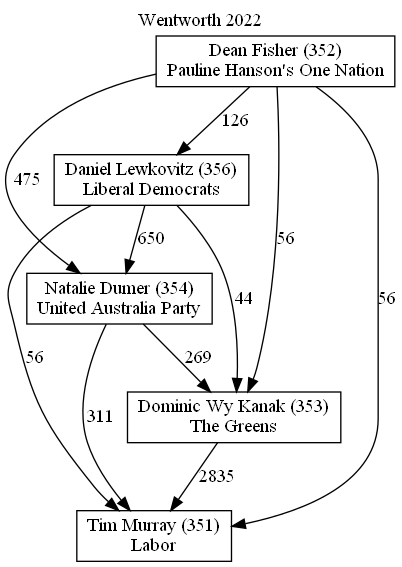 Wentworth 2022
Dean Fisher (352)
Pauline Hanson's One Nation
126
Daniel Lewkovitz (356)
Liberal Democrats
475
650
56
44
56
Natalie Dumer (354)
United Australia Party
56
269
Dominic Wy Kanak (353)
The Greens
311
2835
Tim Murray (351)
Labor